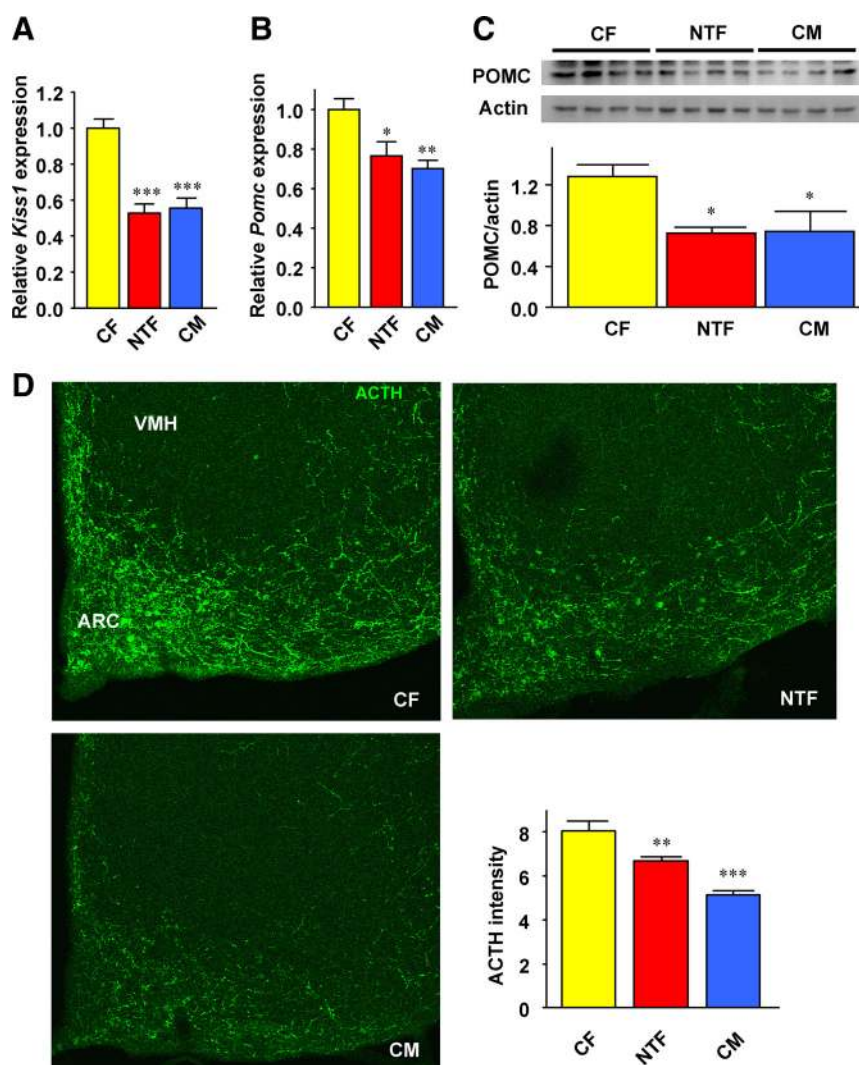 A
Relative Kiss1 expression
1.2
1.0
0.8
0.6
0.4
0.2
0.0
***
***
CF
NTF
CM
B
Relative Pomc expression
1.2
1.0
0.8
0.6
0.4
0.2
0.0
*
**
CF
NTF
CM
C
CF NTF CM
POMC
Actin
POMC/actin
1.2
0.8
0.4
0.0
*
*
CF
NTF
CM
D
ACTH
VMH
ARC
CF
NTF
CM
ACTH intensity
8
6
4
2
0
**
***
CF
NTF
CM